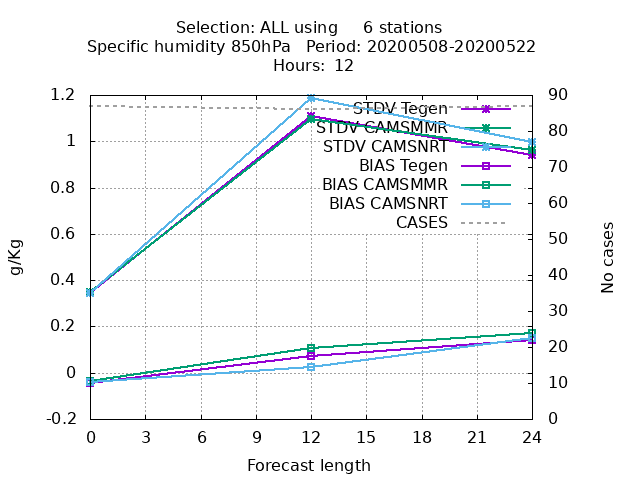 Selection: ALL using     6 stations
Specific humidity 850hPa   Period: 20200508-20200522
Hours: 12
1.2
1
0.8
0.6
0.4
0.2
0
-0.2
g/Kg
STDV Tegen
STDV CAMSMMR
STDV CAMSNRT
BIAS Tegen
BIAS CAMSMMR
BIAS CAMSNRT
CASES
90
80
70
60
50
40
30
20
10
0
No cases
0 3 6 9 12 15 18 21 24
Forecast length